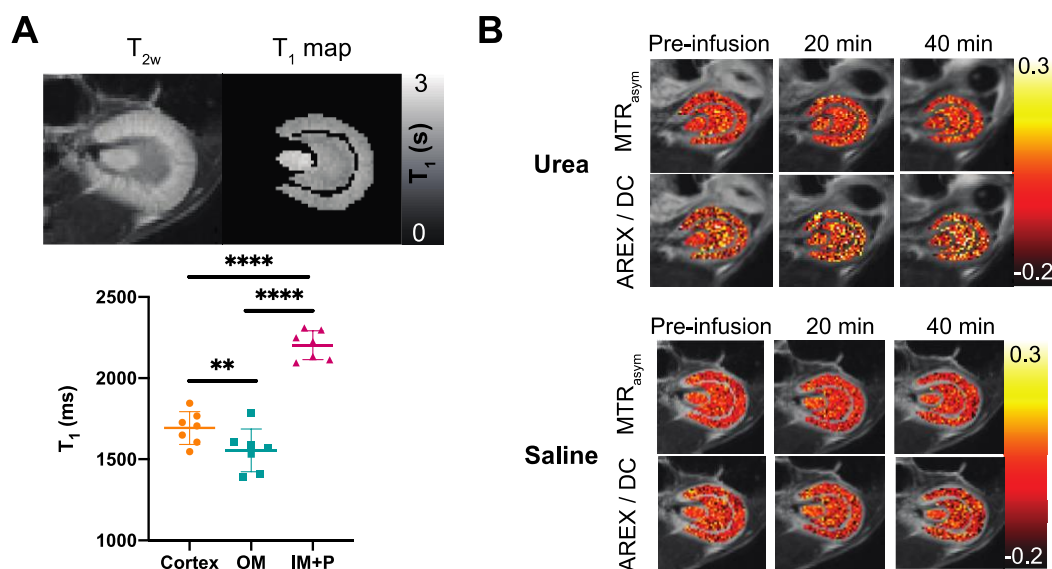 A
T2w
T1 map
3
T1 (s)
0
****
****
**
2500
2000
1500
1000
T1 (ms)
Cortex OM IM+P
B
Pre-infusion 20 min 40 min
Urea
MTRasym
AREX / DC
0.3
-0.2
Pre-infusion 20 min 40 min
Saline
MTRasym
AREX / DC
0.3
-0.2